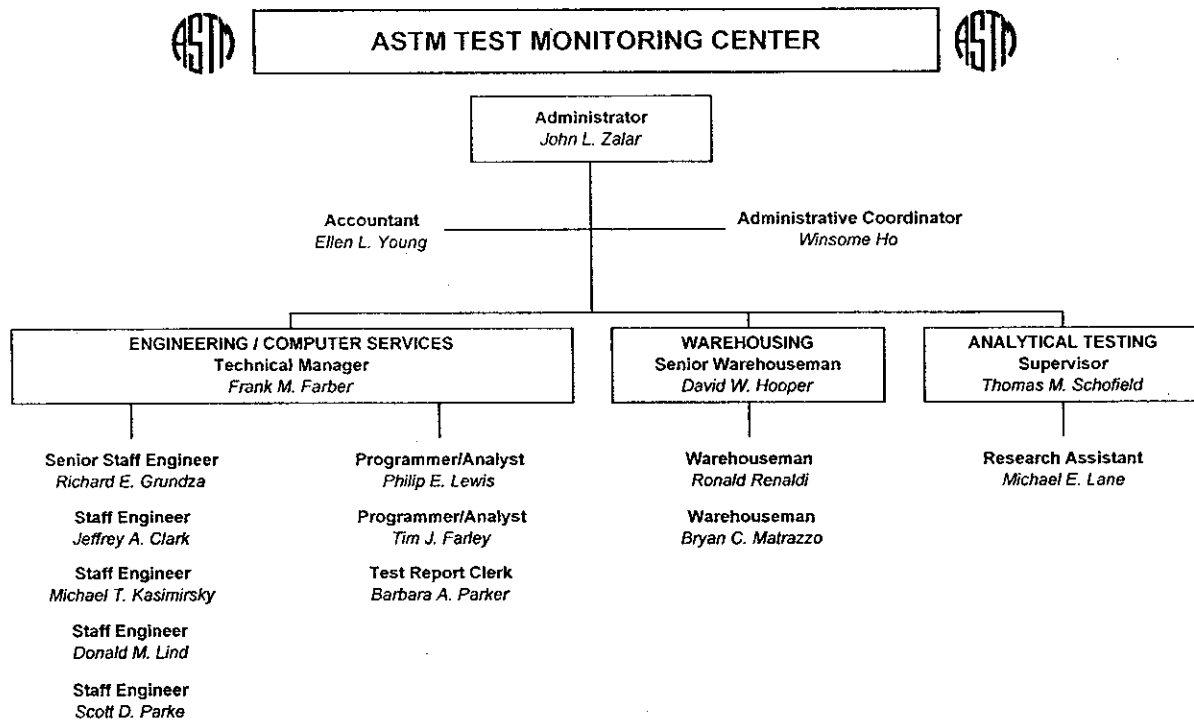 ASTM
ASTM TEST MONITORING CENTER
ASTM
Administrator
John L. Zalar
Accountant
Ellen L. Young
Administrative Coordinator
Winsome Ho
ENGINEERING / COMPUTER SERVICES
Technical Manager
Frank M. Farber
WAREHOUSING
Senior Warehouseman
David W. Hooper
ANALYTICAL TESTING
Supervisor
Thomas M. Schofield
Senior Staff Engineer
Richard E. Grundza
Staff Engineer
Jeffrey A. Clark
Staff Engineer
Michael T. Kasimirsky
Staff Engineer
Donald M. Lind
Staff Engineer
Scott D. Parke
Programmer/Analyst
Philip E. Lewis
Programmer/Analyst
Tim J. Farley
Test Report Clerk
Barbara A. Parker
Warehouseman
Ronald Renaldi
Warehouseman
Bryan C. Matrazzo
Research Assistant
Michael E. Lane